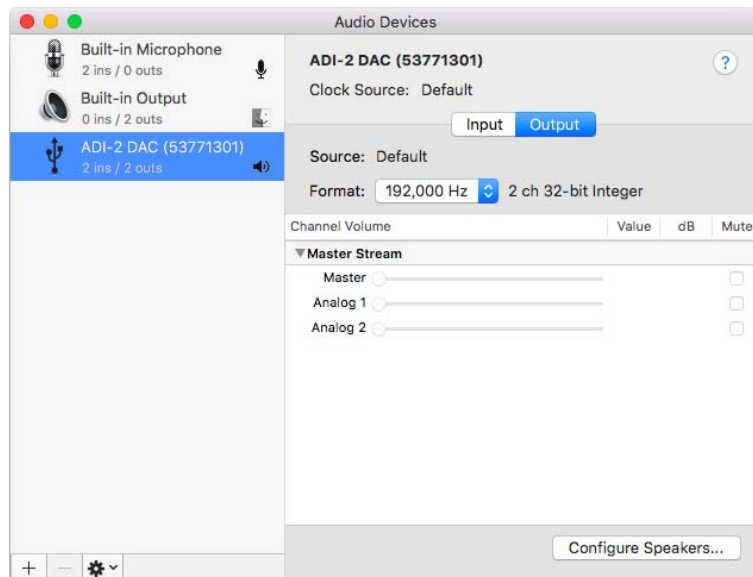 Audio Devices
Built-in Microphone
2 ins / 0 outs
Built-in Output
0 ins / 2 outs
ADI-2 DAC (53771301)
2 ins / 2 outs
ADI-2 DAC (53771301)
?
Clock Source: Default
Input Output
Source: Default
Format: 192,000 Hz 2 ch 32-bit Integer
Channel Volume Value dB Mute
Master Stream
Master
Analog 1
Analog 2
Configure Speakers...